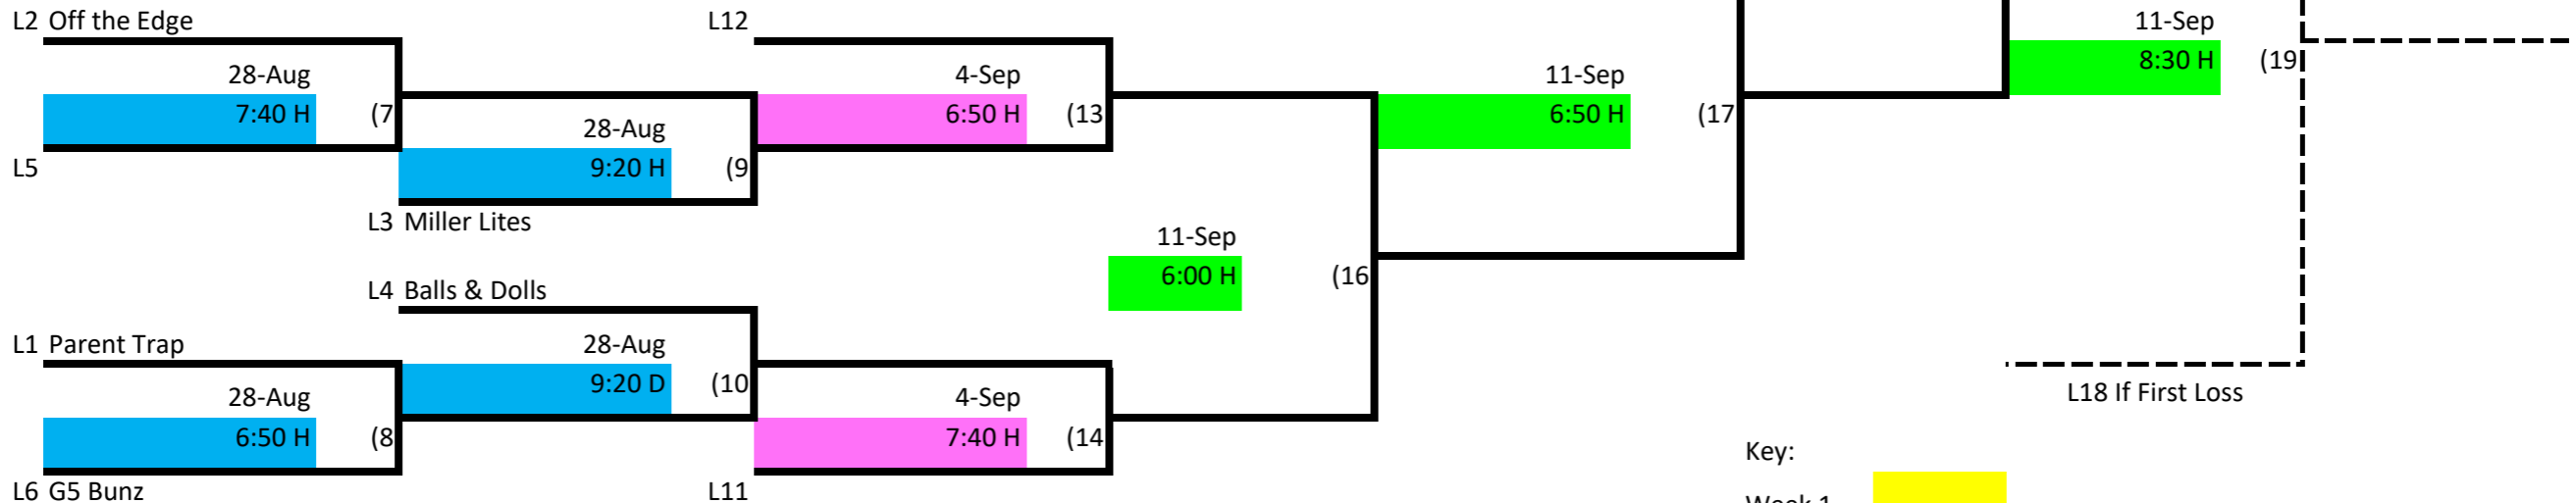 L2 Off the Edge
L12
11-Sep
28-Aug
4-Sep
11-Sep
8:30 H
(19
7:40 H
(7
28-Aug
6:50 H
(13
6:50 H
(17
L5
9:20 H
(9
L3 Miller Lites
11-Sep
6:00 H
(16
L4 Balls & Dolls
L1 Parent Trap
28-Aug
28-Aug
9:20 D
(10
4-Sep
L18 If First Loss
6:50 H
(8
7:40 H
(14
Key:
L6 G5 Bunz
L11
Week 1